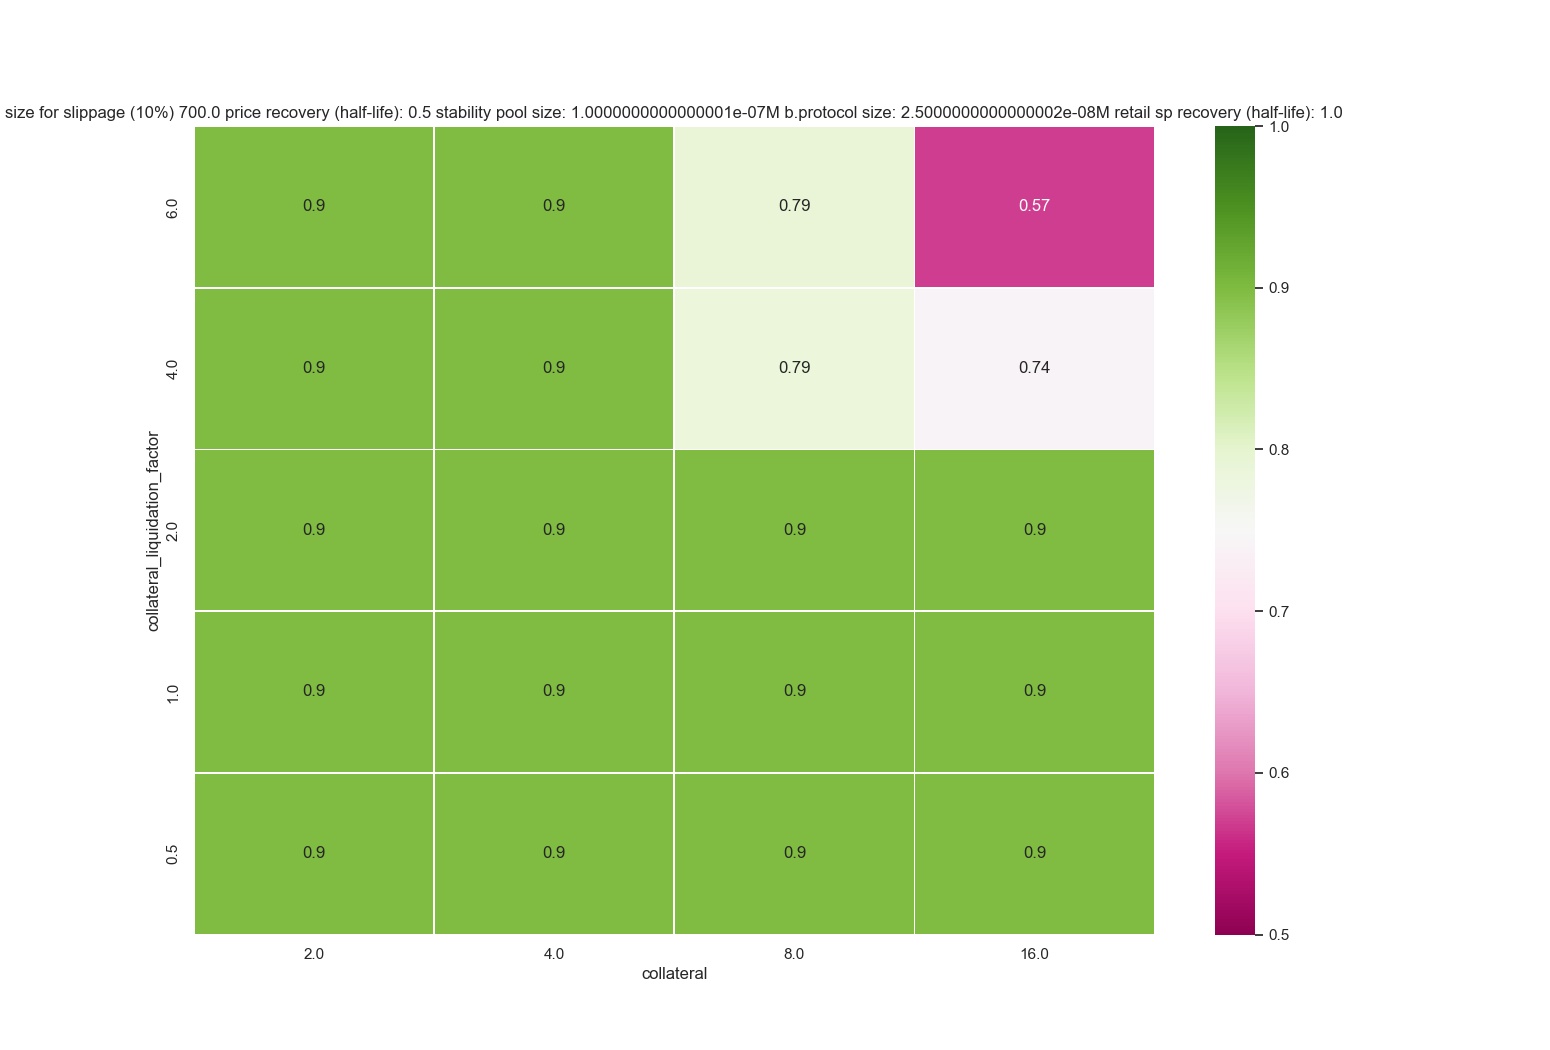 size for slippage (10%) 700.0 price recovery (half-life): 0.5 stability pool size: 1.0000000000000001e-07M b.protocol size: 2.5000000000000002e-08M retail sp recovery (half-life): 1.0
6.0 0.9 0.9 0.79 0.57
4.0 0.9 0.9 0.79 0.74
2.0 0.9 0.9 0.9 0.9
1.0 0.9 0.9 0.9 0.9
0.5 0.9 0.9 0.9 0.9
collateral_liquidation_factor
2.0 4.0 8.0 16.0
collateral
1.0
0.9
0.8
0.7
0.6
0.5